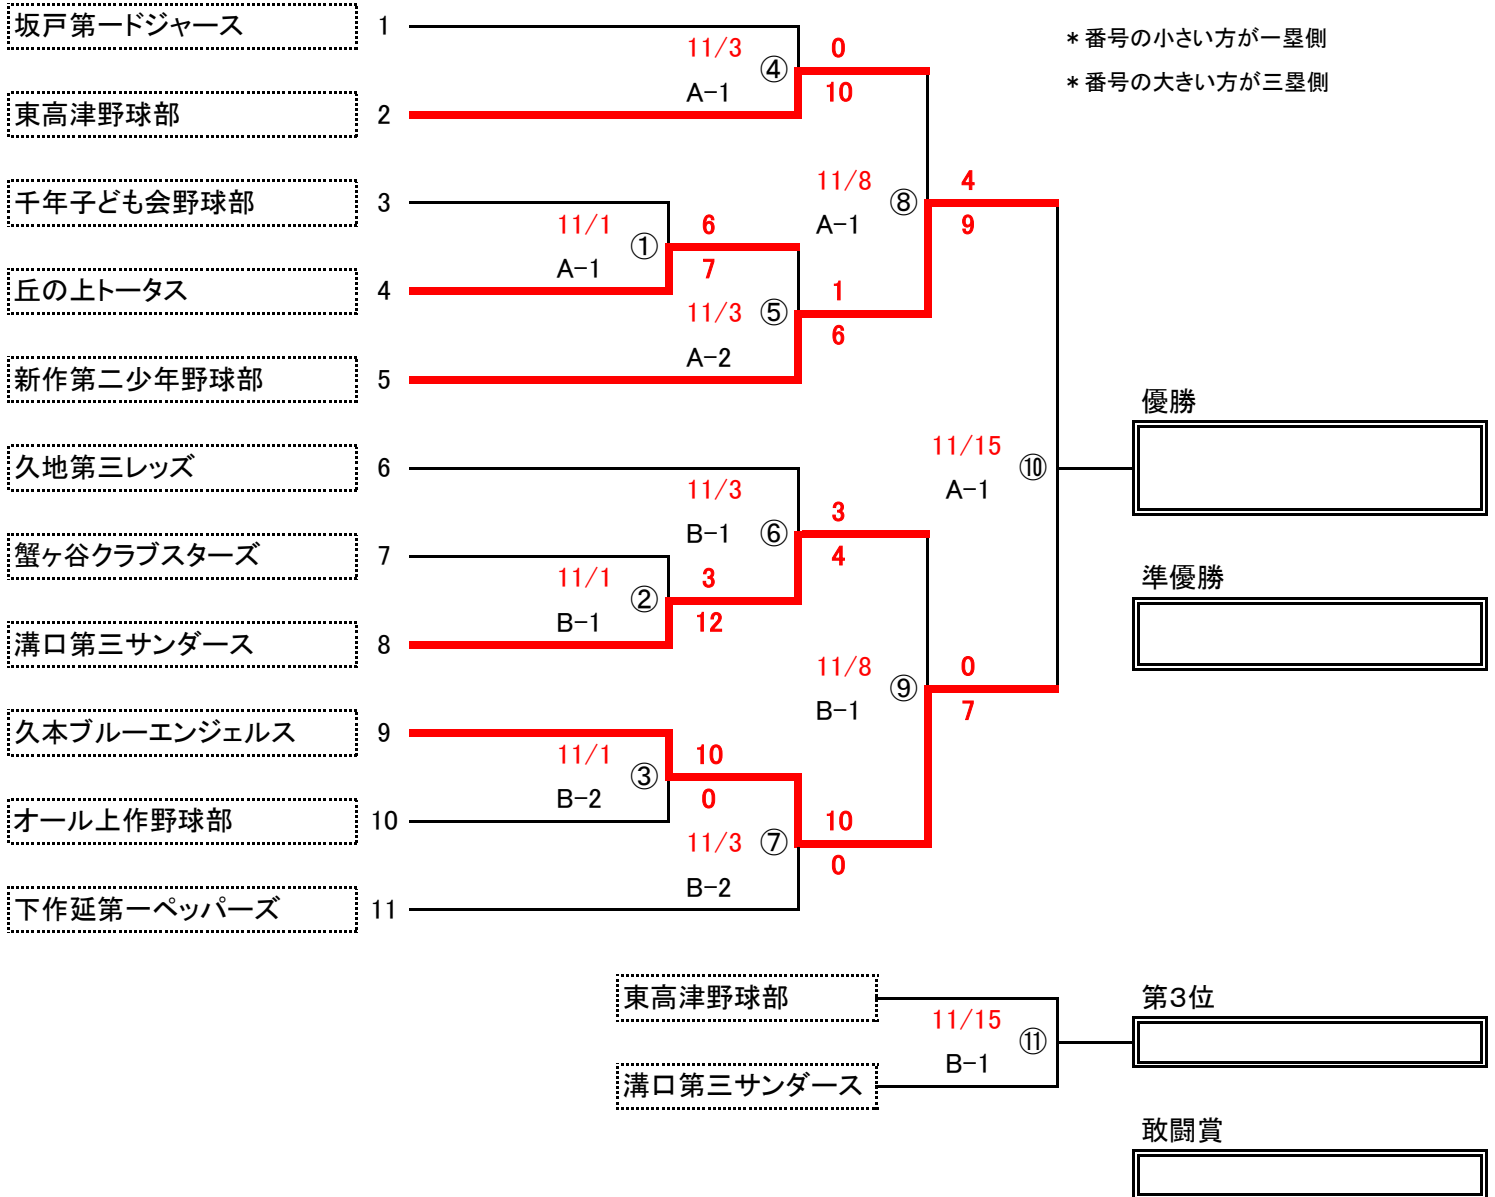 坂戸第一ドジャース 1
＊番号の小さい方が一塁側
11/3 ④ 0
＊番号の大きい方が三塁側
A-1 10
東高津野球部 2
11/8 ⑧ 4
千年子ども会野球部 3
11/1 ① 6
A-1 9
A-1 7
丘の上トータス 4
11/3 ⑤ 1
A-2 6
新作第二少年野球部 5
優勝
11/15 ⑩
久地第三レッズ 6
11/3
A-1
B-1 ⑥ 3
蟹ヶ谷クラブスターズ 7
4
11/1 ② 3
準優勝
B-1 12
溝口第三サンダース 8
11/8 ⑨ 0
B-1 7
久本ブルーエンジェルス 9
11/1 ③ 10
B-2 0
オール上作野球部 10
10
11/3 ⑦
0
B-2
下作延第一ペッパーズ 11
東高津野球部
第3位
11/15 ⑪
B-1
溝口第三サンダース
敢闘賞